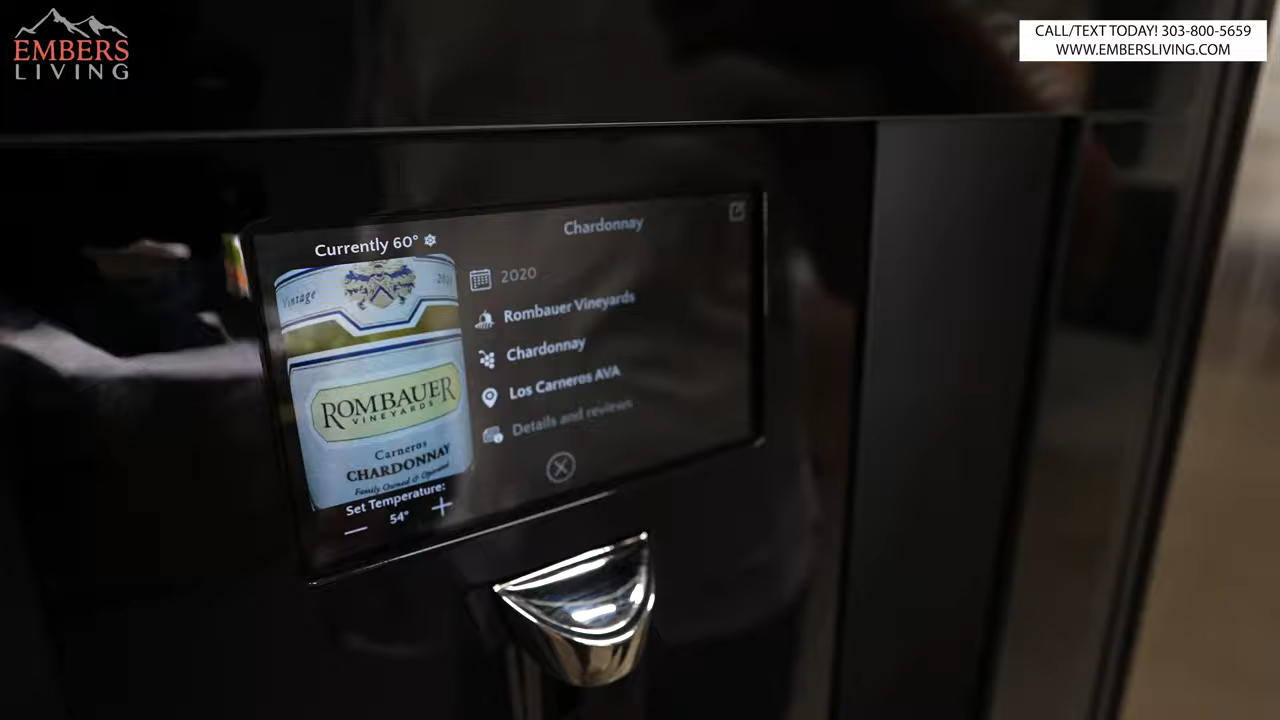 EMBERS
LIVING
CALL/TEXT TODAY! 303-800-5659
WWW.EMBERSLIVING.COM
Currently 60°
Vintage
ROMBAUER
VINEYARDS
Carneros
CHARDONNAY
Family Owned & Operated
Set Temperature:
— 54° +
Chardonnay
2020
Rombauer Vineyards
Chardonnay
Los Carneros AVA
Details and reviews